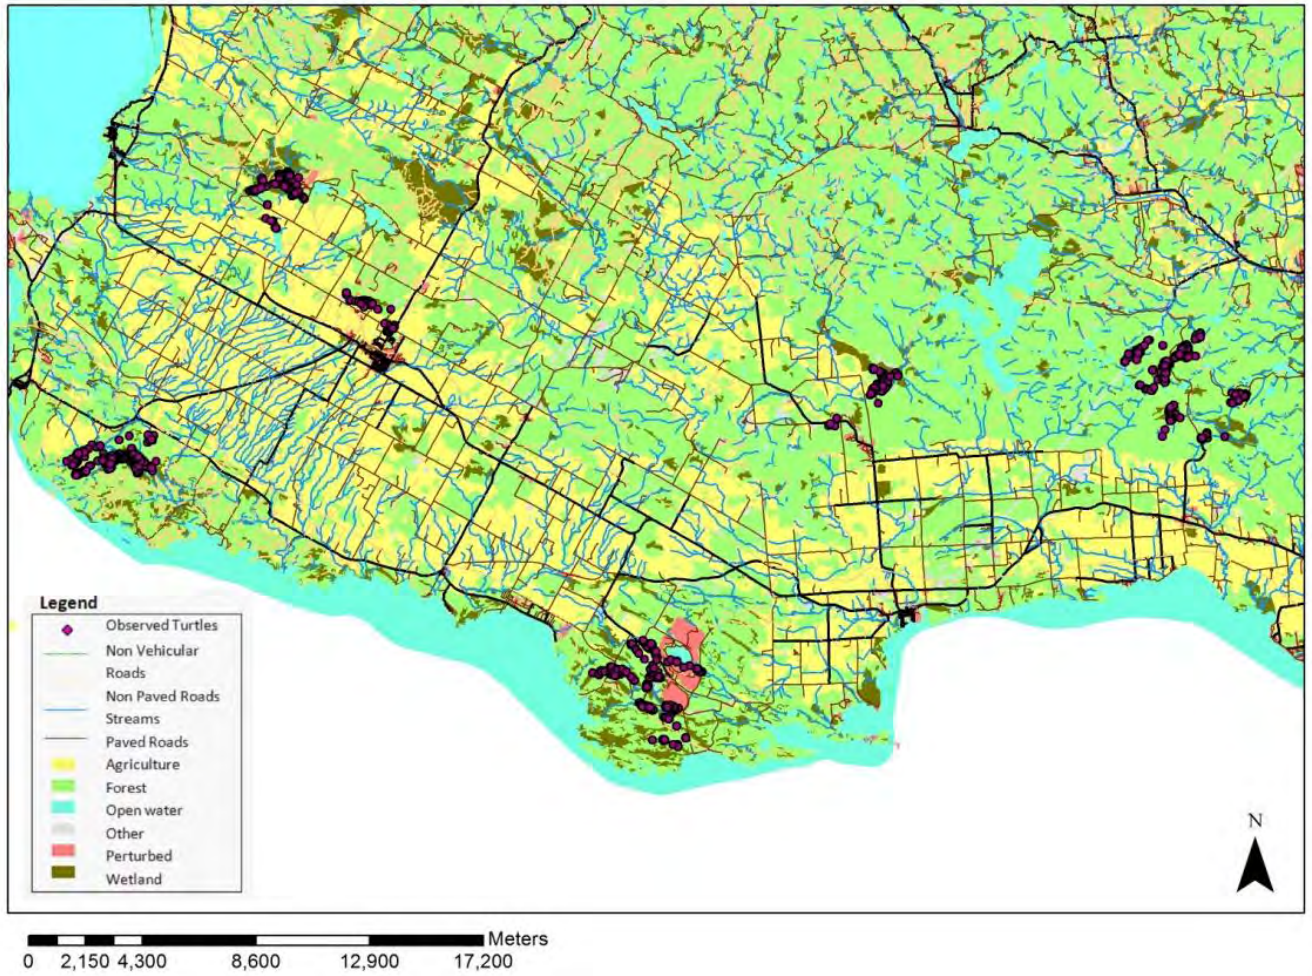 Legend
Observed Turtles
Non Vehicular
Roads
Non Paved Roads
Streams
Paved Roads
Agriculture
Forest
Open water
Other
Perturbed
Wetland
N
Meters
0 2,150 4,300 8,600 12,900 17,200